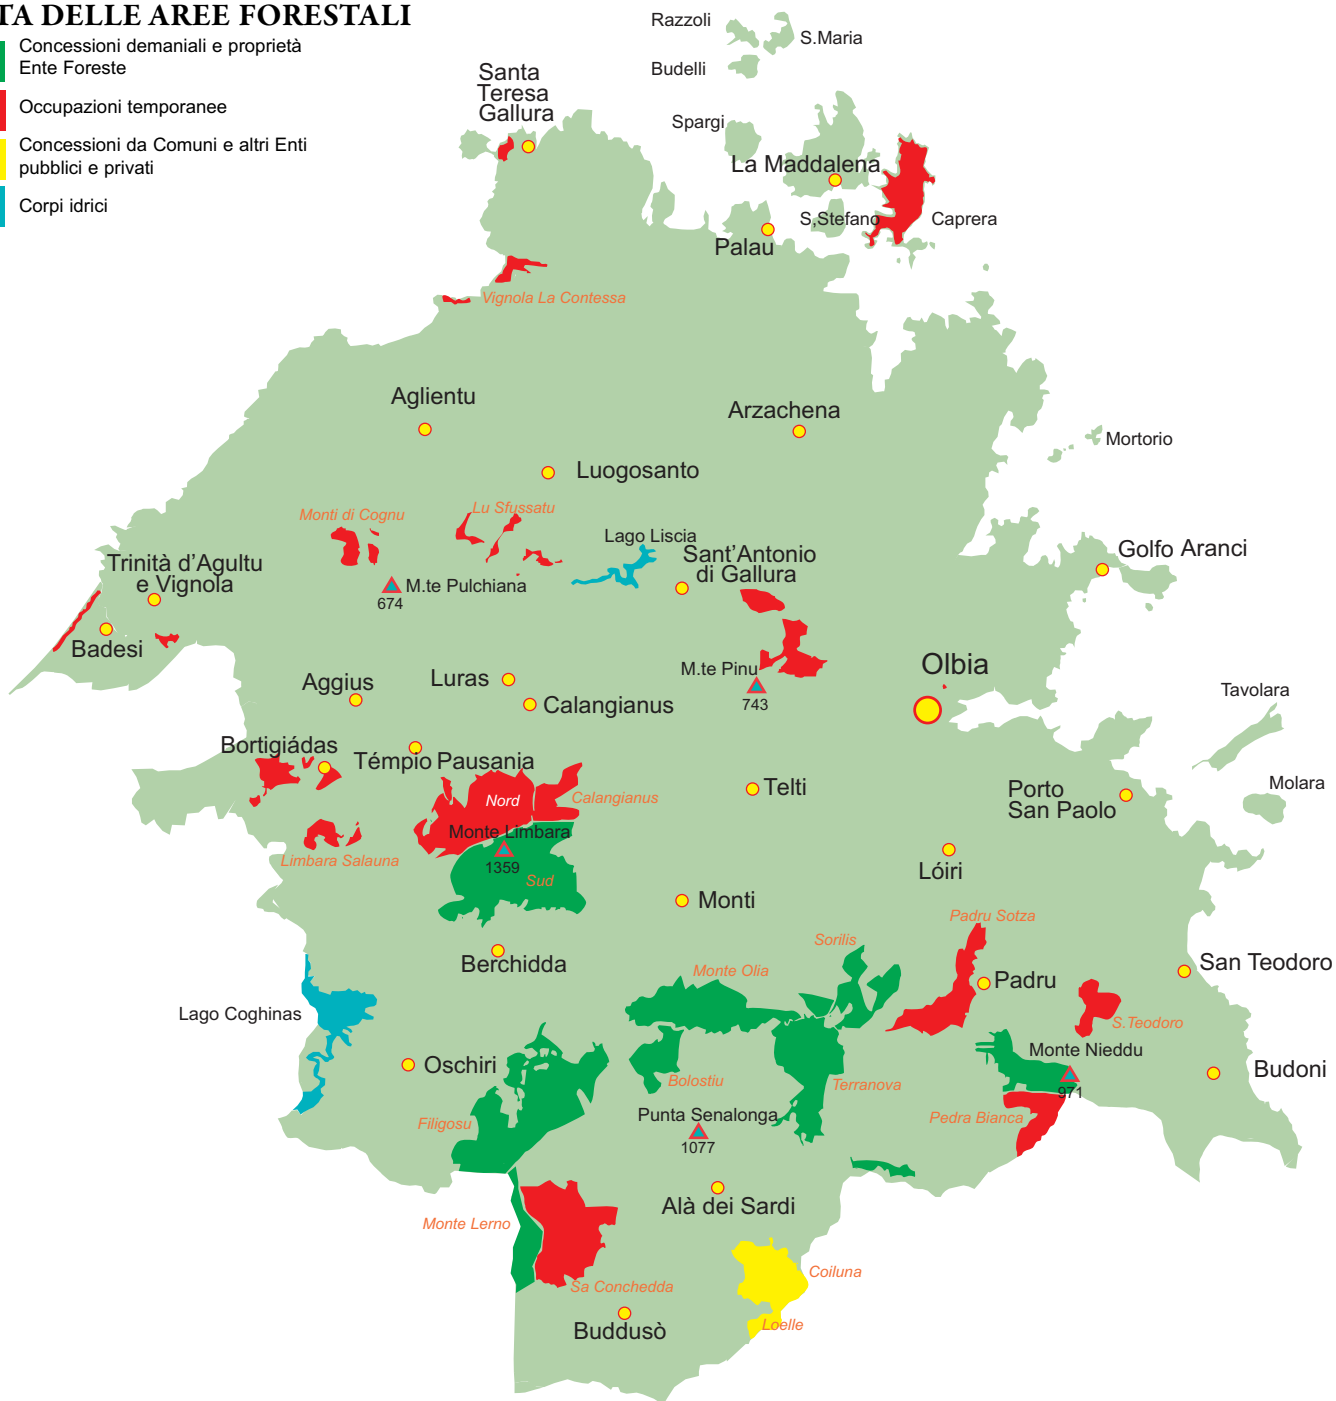 TA DELLE AREE FORESTALI
Concessioni demaniali e proprietà
Ente Foreste
Occupazioni temporanee
Concessioni da Comuni e altri Enti
pubblici e privati
Corpi idrici
Razzoli
S.Maria
Budelli
Santa
Teresa
Gallura
Spargi
La Maddalena
S,Stefano
Caprera
Palau
Vignola La Contessa
Aglientu
Arzachena
Mortorio
Luogosanto
Monti di Cognu
Lu Sfussatu
Lago Liscia
Sant'Antonio
di Gallura
Golfo Aranci
Trinità d'Agultu
e Vignola
M.te Pulchiana
674
Badesi
Olbia
M.te Pinu
743
Luras
Aggius
Calangianus
Tavolara
Bortigiádas
Témpio Pausania
Telti
Porto
San Paolo
Molara
Nord
Calangianus
Monte Limbara
1359
Limbara Salauna
Sud
Lóiri
Monti
Padru Sotza
Sorilis
Berchidda
Monte Olia
San Teodoro
Padru
Lago Coghinas
S.Teodoro
Monte Nieddu
971
Oschiri
Budoni
Bolostiu
Terranova
Filigosu
Punta Senalonga
1077
Pedra Bianca
Alà dei Sardi
Monte Lerno
Coiluna
Sa Conchedda
Loelle
Buddusò